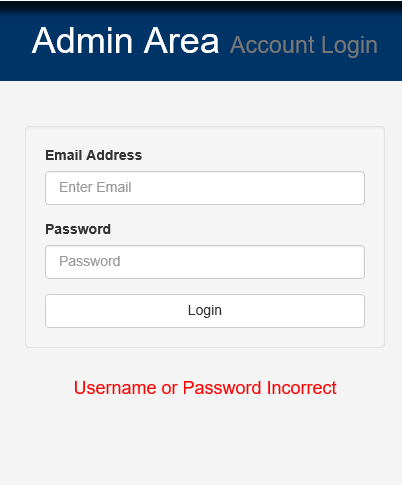 Admin Area Account Login
Email Address
Enter Email
Password
Password
Login
Username or Password Incorrect